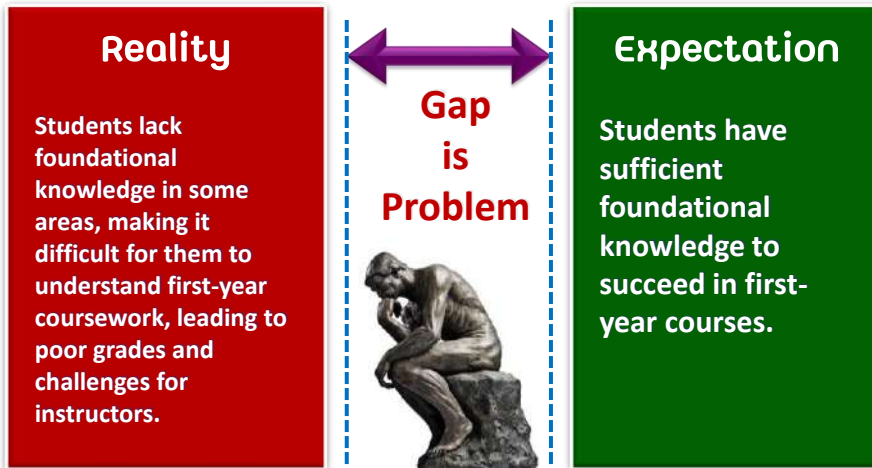 Reality
Students lack
foundational
knowledge in some
areas, making it
difficult for them to
understand first-year
coursework, leading to
poor grades and
challenges for
instructors.
Gap
is
Problem
Expectation
Students have
sufficient
foundational
knowledge to
succeed in first-
year courses.